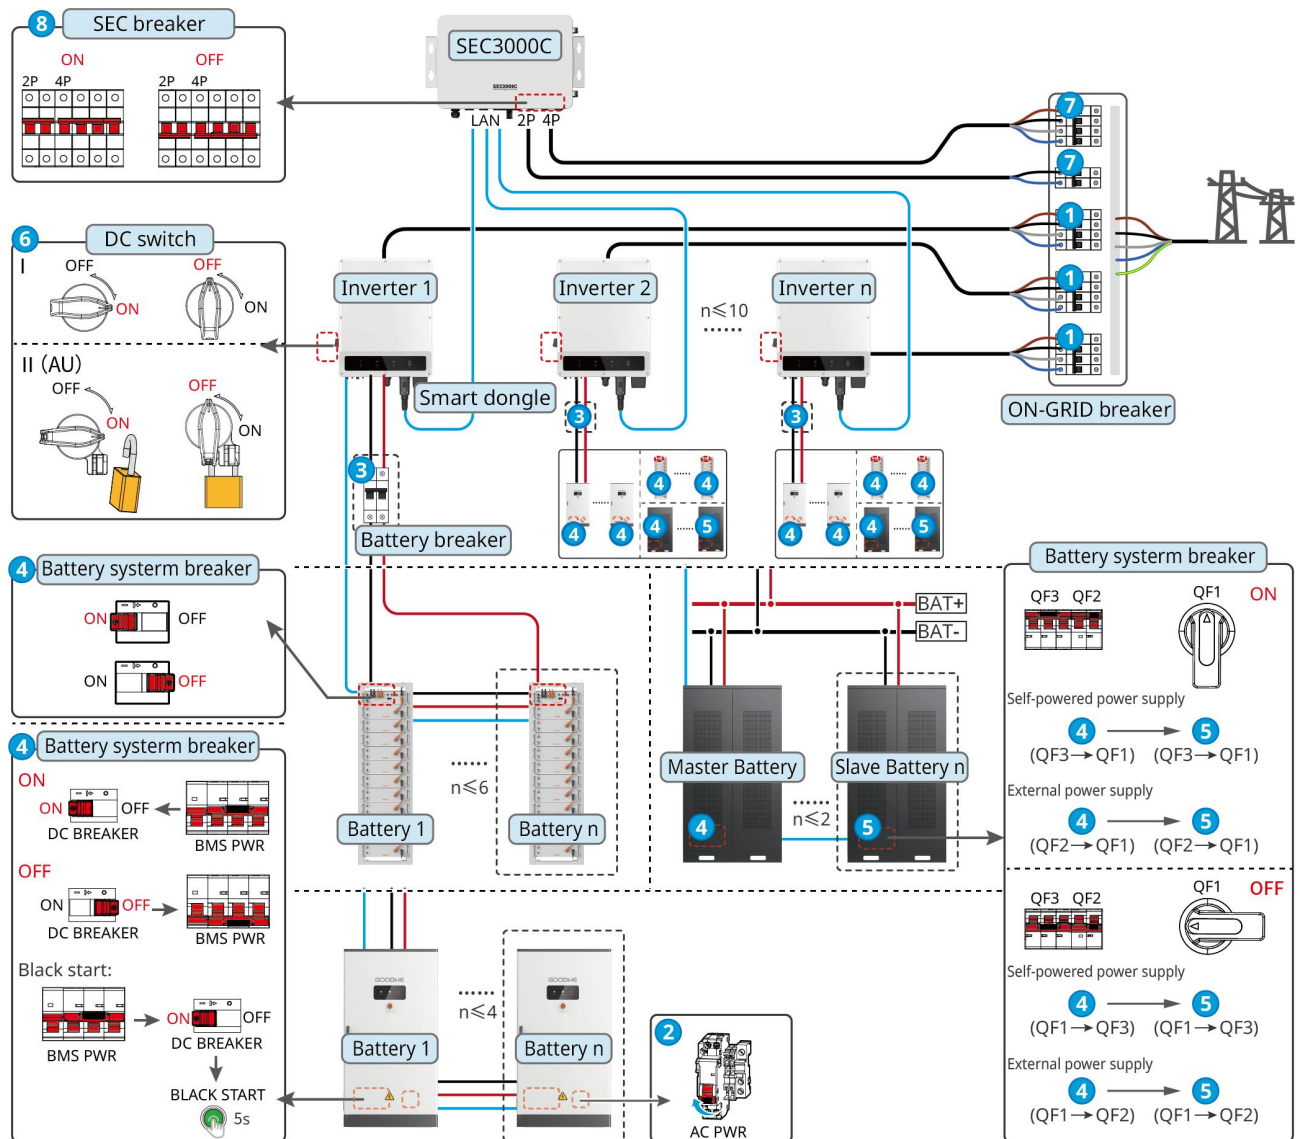 8 SEC breaker
ON OFF
2P 4P 2P 4P
SEC3000C
SEC3000C
LAN 2P 4P
7
7
1
1
1
ON-GRID breaker
6 DC switch
I
OFF
ON
OFF
ON
II (AU)
OFF
ON
OFF
ON
Inverter 1
Inverter 2
n≤10
Inverter n
Smart dongle
3
3
3
Battery breaker
4 4
4 4
4 5
4 4
4 4
4 5
4 Battery systerm breaker
ON OFF
ON OFF
4 Battery systerm breaker
ON
ON OFF
DC BREAKER
BMS PWR
OFF
ON OFF
DC BREAKER
BMS PWR
Black start:
BMS PWR
ON OFF
DC BREAKER
BLACK START
5s
n≤6
Battery 1
Battery n
BAT+
BAT-
Master Battery
Slave Battery n
n≤2
4
5
GOODWE
GOODWE
n≤4
Battery 1
Battery n
2
AC PWR
Battery systerm breaker
QF3 QF2
QF1
ON
Self-powered power supply
4 5
(QF3→QF1) (QF3→QF1)
External power supply
4 5
(QF2→QF1) (QF2→QF1)
QF3 QF2
QF1
OFF
Self-powered power supply
4 5
(QF1→QF3) (QF1→QF3)
External power supply
4 5
(QF1→QF2) (QF1→QF2)